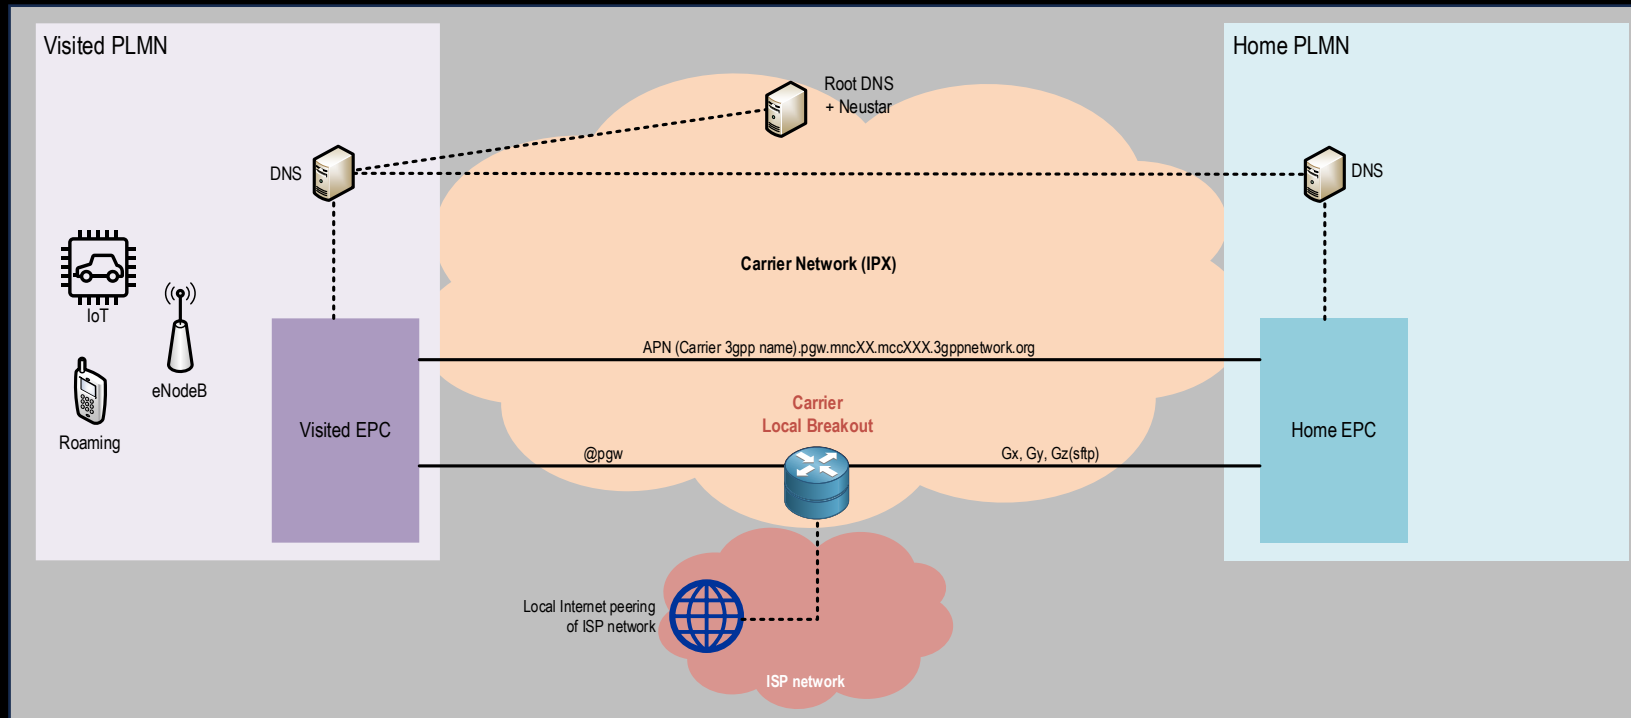 Visited PLMN
Home PLMN
Root DNS
+ Neustar
DNS
DNS
Carrier Network (IPX)
IoT
eNodeB
Roaming
APN (Carrier 3gpp name).pgw.mncXX.mccXXX.3gppnetwork.org
Carrier
Local Breakout
Visited EPC
Home EPC
@pgw
Gx, Gy, Gz(sftp)
Local Internet peering
of ISP network
ISP network